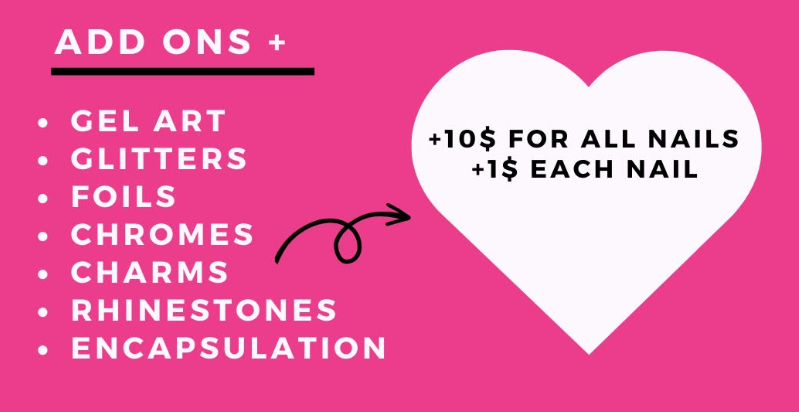 ADD ONS +
• GEL ART
• GLITTERS
• FOILS
• CHROMES
• CHARMS
• RHINESTONES
• ENCAPSULATION
+10$ FOR ALL NAILS
+1$ EACH NAIL